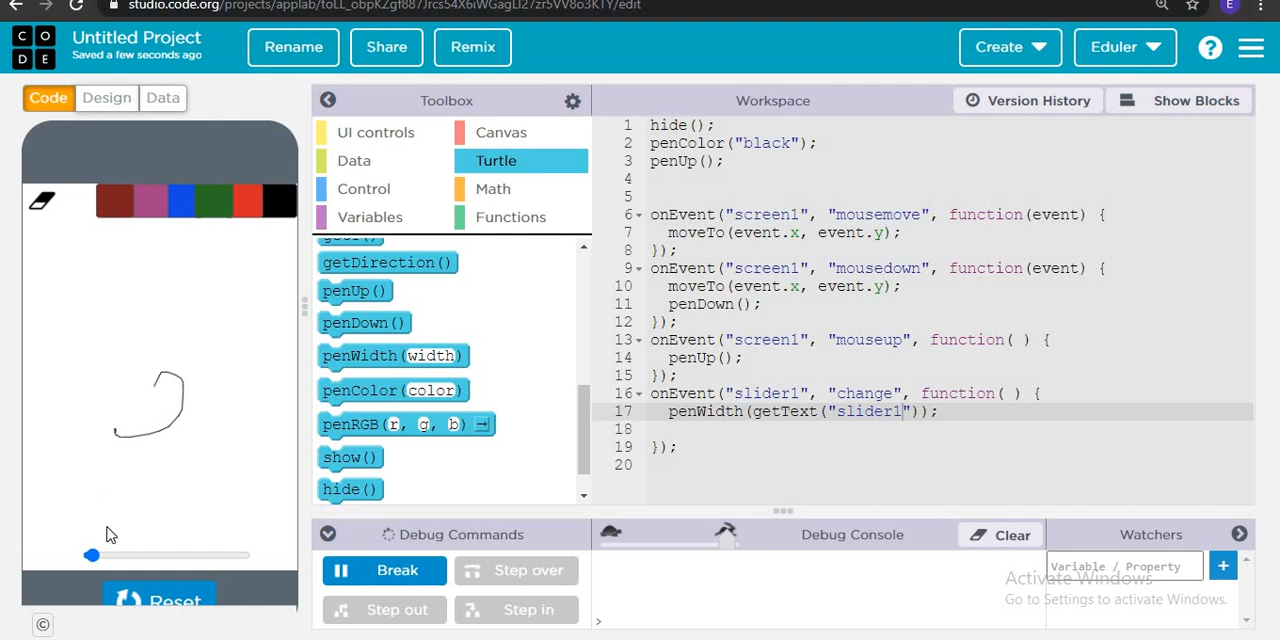 studio.code.org/projects/applab/toLL_obpKZgf887Jrcs54X6iWGagLI27zr5VV8o3KTY/edit
E
C O
D E
Untitled Project
Saved a few seconds ago
Rename
Share
Remix
Create
Eduler
?
Code
Design
Data
Toolbox
Workspace
Version History
Show Blocks
UI controls
Canvas
Data
Turtle
Control
Math
Variables
Functions
getDirection()
penUp()
penDown()
penWidth(width)
penColor(color)
penRGB(r, g, b)
show()
hide()
1 hide();
2 penColor("black");
3 penUp();
4
5
6 onEvent("screen1", "mousemove", function(event) {
7 moveTo(event.x, event.y);
8 });
9 onEvent("screen1", "mousedown", function(event) {
10 moveTo(event.x, event.y);
11 penDown();
12 });
13 onEvent("screen1", "mouseup", function( ) {
14 penUp();
15 });
16 onEvent("slider1", "change", function( ) {
17 penWidth(getText("slider1"));
18
19 });
20
Reset
©
Debug Commands
Break
Step over
Step out
Step in
Debug Console
Clear
>
Watchers
Variable / Property
+
Activate Windows
Go to Settings to activate Windows.